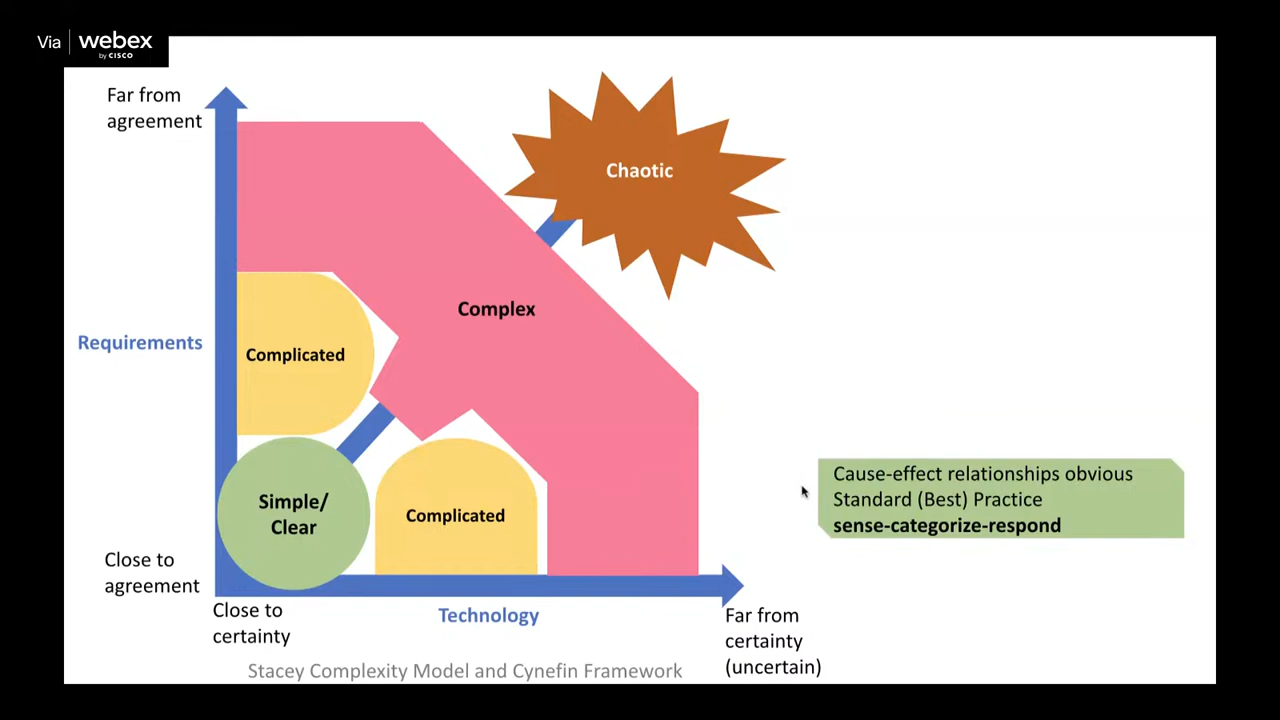 Via webex
by CISCO
Far from
agreement
Chaotic
Complex
Requirements
Complicated
Simple/
Clear
Complicated
Cause-effect relationships obvious
Standard (Best) Practice
sense-categorize-respond
Close to
agreement
Close to
certainty
Technology
Far from
certainty
(uncertain)
Stacey Complexity Model and Cynefin Framework